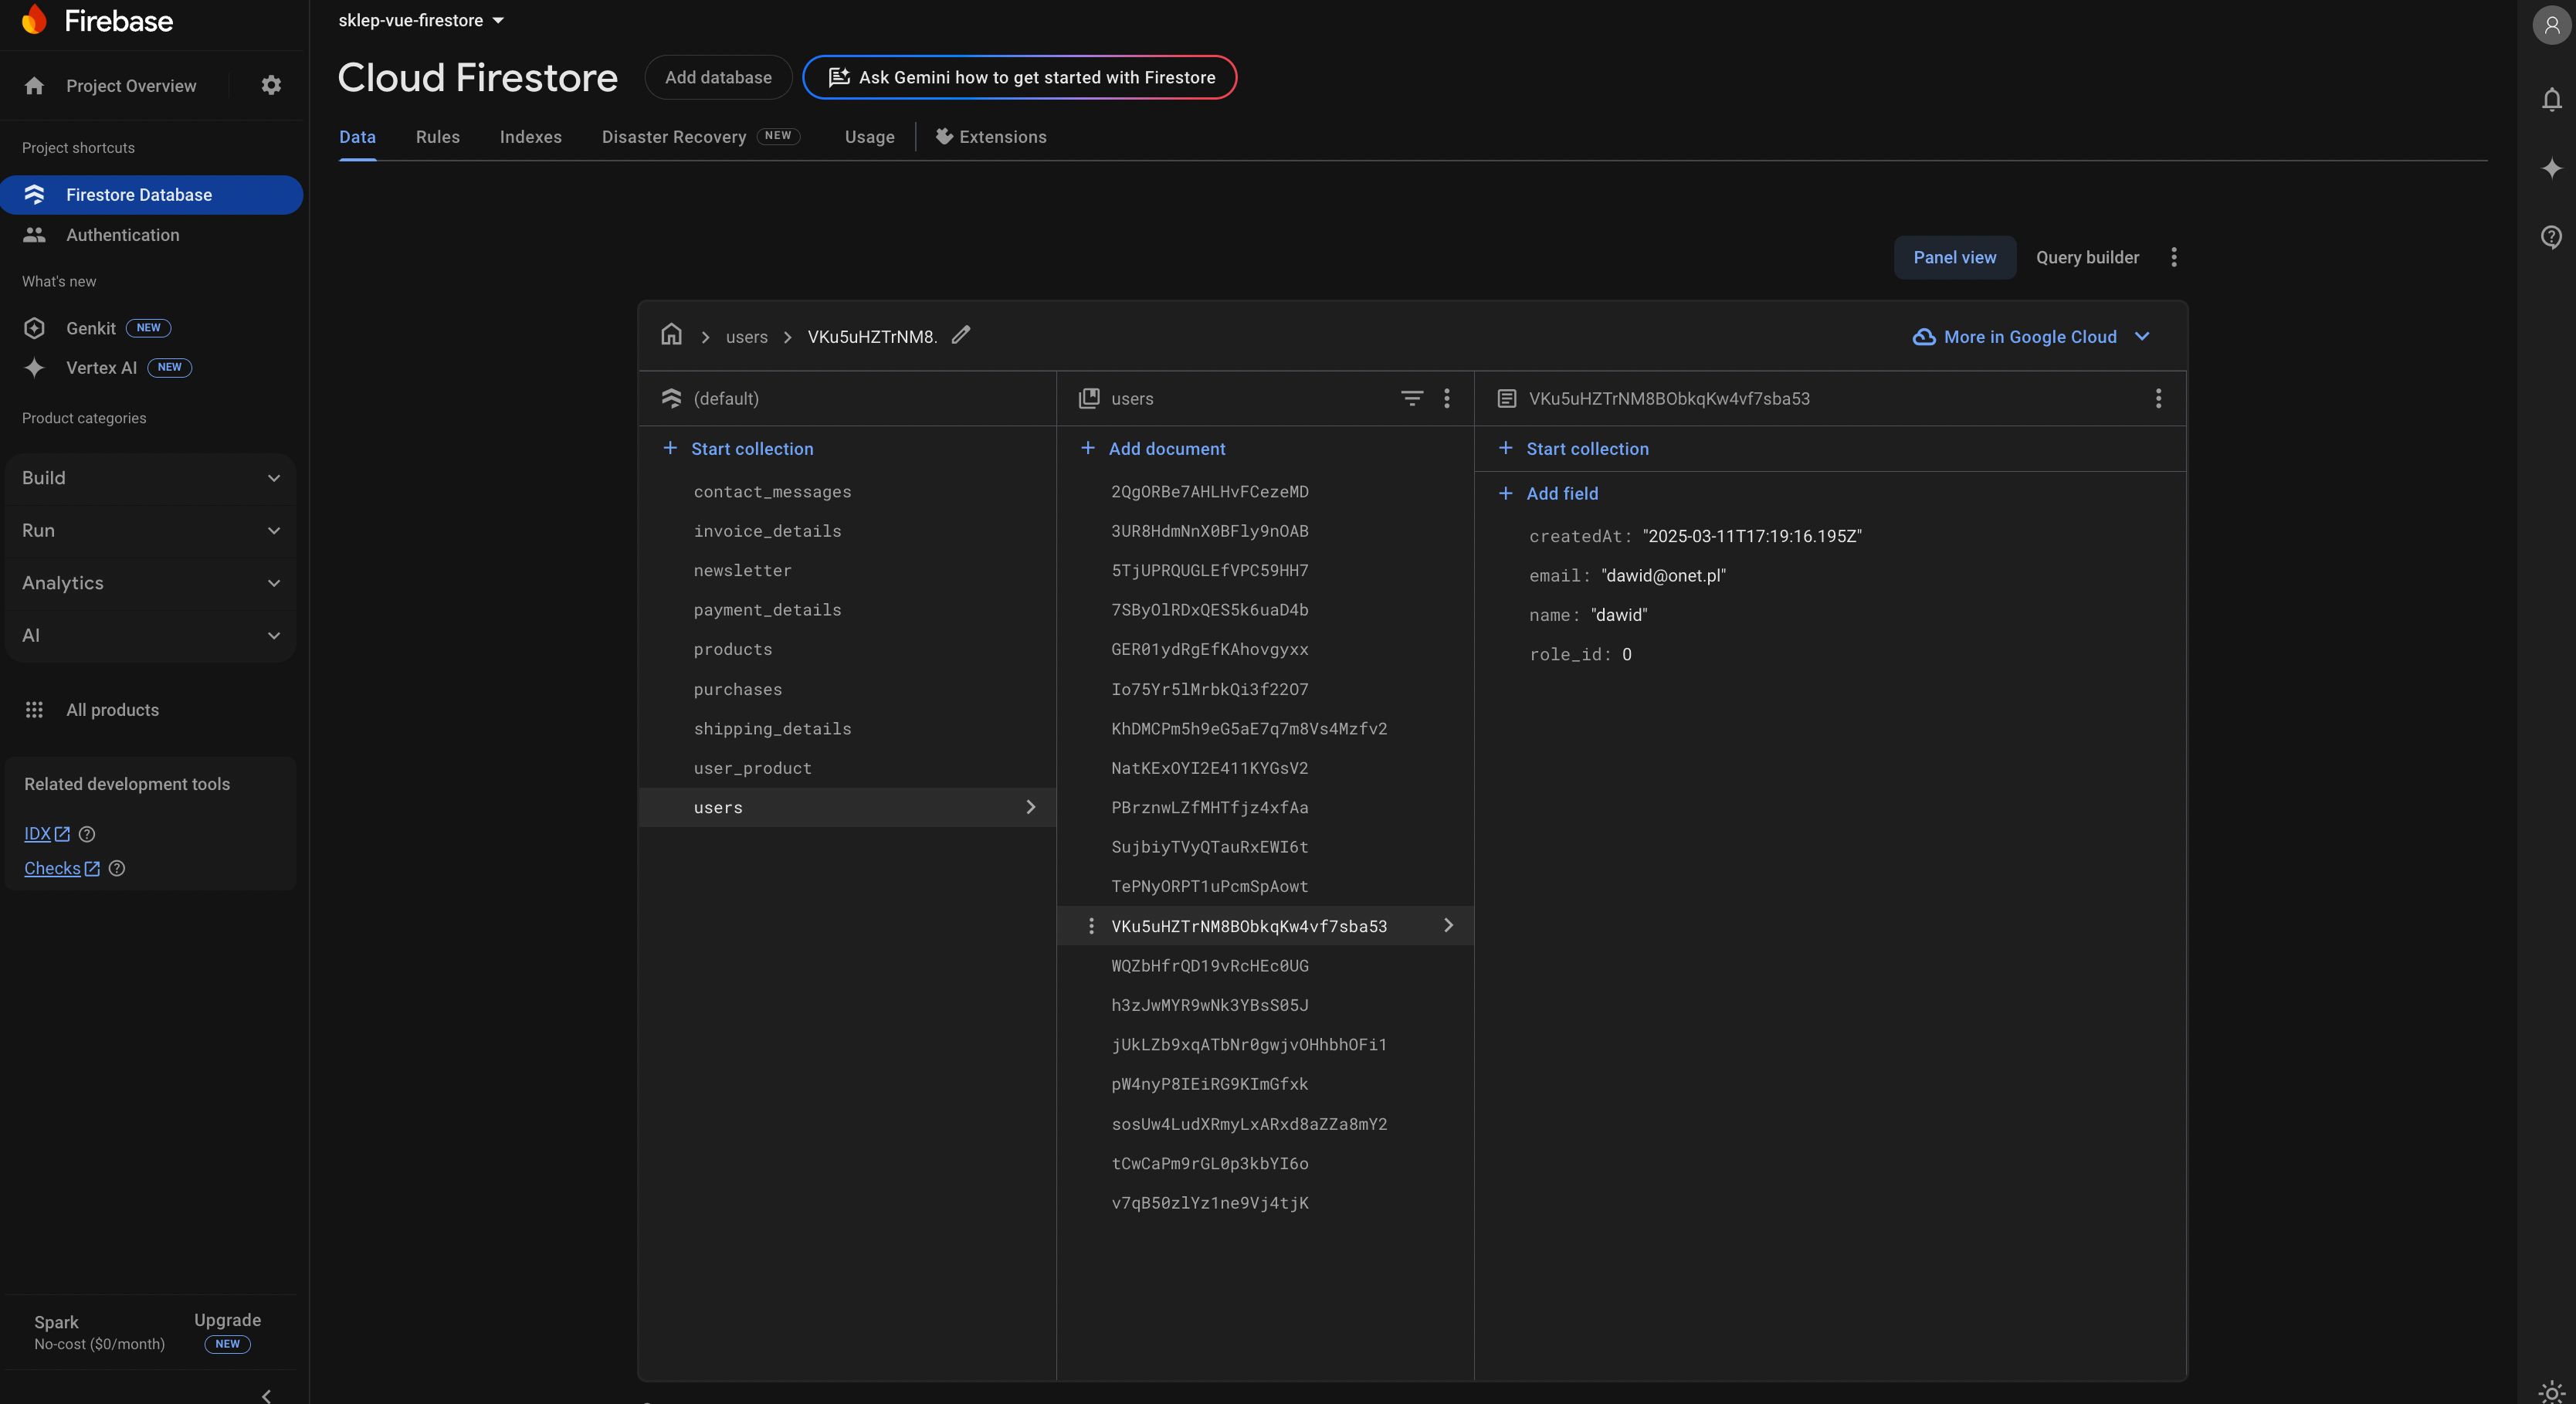 Firebase
Project Overview
Project shortcuts
Firestore Database
Authentication
What's new
Genkit NEW
Vertex AI NEW
Product categories
Build
Run
Analytics
AI
All products
Related development tools
IDX
Checks
Spark
No-cost ($0/month)
Upgrade
NEW
sklep-vue-firestore
Cloud Firestore
Add database
Ask Gemini how to get started with Firestore
Data
Rules
Indexes
Disaster Recovery NEW
Usage
Extensions
Panel view
Query builder
users
VKu5uHZTrNM8.
More in Google Cloud
(default)
Start collection
contact_messages
invoice_details
newsletter
payment_details
products
purchases
shipping_details
user_product
users
users
Add document
2QgORBe7AHLHvFCezeMD
3UR8HdmNnX0BFly9nOAB
5TjUPRQUGLEfVPC59HH7
7SByOlRDxQES5k6uaD4b
GER01ydRgEfKAhovgyxx
Io75Yr5lMrbkQi3f22O7
KhDMCPm5h9eG5aE7q7m8Vs4Mzfv2
NatKExOYI2E411KYGsV2
PBrznwLZfMHTfjz4xfAa
SujbiyTVyQTauRxEWI6t
TePNyORPT1uPcmSpAowt
VKu5uHZTrNM8BObkqKw4vf7sba53
WQZbHfrQD19vRcHEc0UG
h3zJwMYR9wNk3YBsS05J
jUkLZb9xqATbNr0gwjvOHhbhOFi1
pW4nyP8IEiRG9KImGfxk
sosUw4LudXRmyLxARxd8aZZa8mY2
tCwCaPm9rGL0p3kbYI6o
v7qB50zlYz1ne9Vj4tjK
VKu5uHZTrNM8BObkqKw4vf7sba53
Start collection
Add field
createdAt: "2025-03-11T17:19:16.195Z"
email: "dawid@onet.pl"
name: "dawid"
role_id: 0